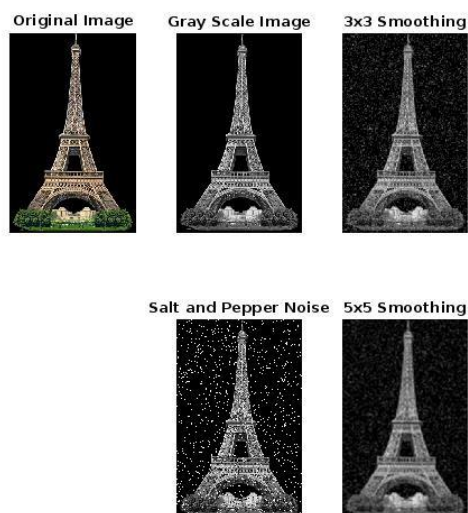 Original Image
Gray Scale Image
3x3 Smoothing
Salt and Pepper Noise
5x5 Smoothing